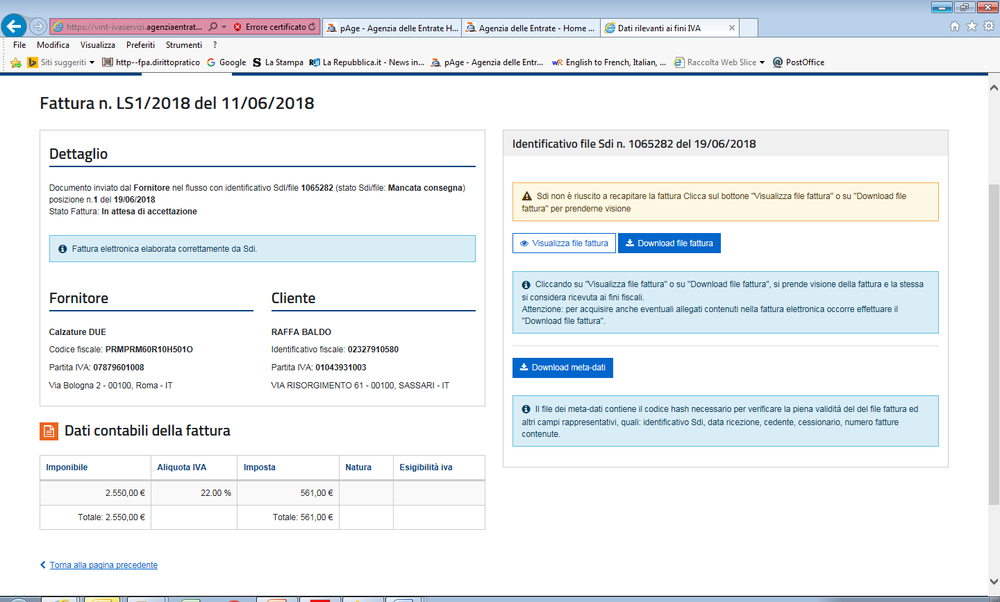 https://vint-ivaservizi.agenziaentrat...
Errore certificato
pAge - Agenzia delle Entrate H...
Agenzia delle Entrate - Home ...
Dati rilevanti ai fini IVA
File Modifica Visualizza Preferiti Strumenti ?
Siti suggeriti
http--fpa.dirittopratico
Google
La Stampa
La Repubblica.it - News in...
pAge - Agenzia delle Entr...
English to French, Italian, ...
Raccolta Web Slice
PostOffice
Fattura n. LS1/2018 del 11/06/2018
Dettaglio
Documento inviato dal Fornitore nel flusso con identificativo SdI/file 1065282 (stato Sdi/file: Mancata consegna)
posizione n.1 del 19/06/2018
Stato Fattura: In attesa di accettazione
Fattura elettronica elaborata correttamente da Sdi.
Fornitore
Calzature DUE
Codice fiscale: PRMPRM60R10H501O
Partita IVA: 07879601008
Via Bologna 2 - 00100, Roma - IT
Cliente
RAFFA BALDO
Identificativo fiscale: 02327910580
Partita IVA: 01043931003
VIA RISORGIMENTO 61 - 00100, SASSARI - IT
Dati contabili della fattura
Imponibile Aliquota IVA Imposta Natura Esigibilità iva
2.550,00 € 22.00 % 561,00 €
Totale: 2.550,00 € Totale: 561,00 €
Torna alla pagina precedente
Identificativo file Sdi n. 1065282 del 19/06/2018
Sdi non è riuscito a recapitare la fattura Clicca sul bottone "Visualizza file fattura" o su "Download file
fattura" per prenderne visione
Visualizza file fattura
Download file fattura
Cliccando su "Visualizza file fattura" o su "Download file fattura", si prende visione della fattura e la stessa
si considera ricevuta ai fini fiscali.
Attenzione: per acquisire anche eventuali allegati contenuti nella fattura elettronica occorre effettuare il
"Download file fattura".
Download meta-dati
Il file dei meta-dati contiene il codice hash necessario per verificare la piena validità del del file fattura ed
altri campi rappresentativi, quali: identificativo Sdi, data ricezione, cedente, cessionario, numero fatture
contenute.